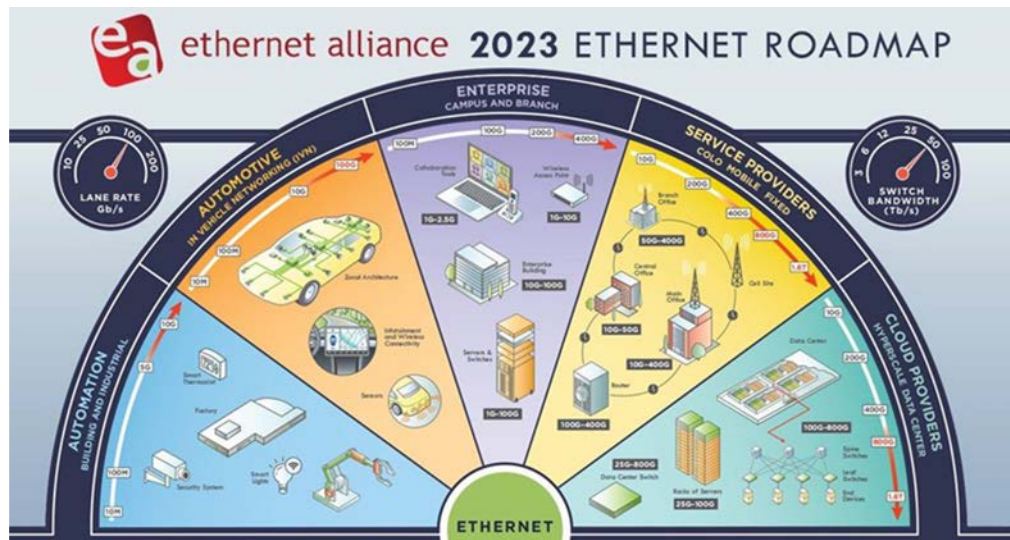 ea ethernet alliance 2023 ETHERNET ROADMAP
10 25 50 100 200
LANE RATE
Gb/s
3 6 12 25 50 100
SWITCH
BANDWIDTH
(Tb/s)
AUTOMATION
BUILDING AND INDUSTRIAL
10M
100M
5G
10G
Smart
Thermostat
Factory
Security System
Smart
Lights
AUTOMOTIVE
IN VEHICLE NETWORKING (IVN)
10M
100M
10G
100G
Zonal Architecture
Infotainment
and Wireless
Connectivity
Sensors
ENTERPRISE
CAMPUS AND BRANCH
100M
100G
200G
400G
Collaboration
Tools
1G-2.5G
Wireless
Access Point
1G-10G
Enterprise
Building
10G-100G
Servers &
Switches
1G-100G
SERVICE PROVIDERS
COLO MOBILE FIXED
10G
200G
400G
800G
1.6T
Branch
Office
50G-400G
Cell Site
Central
Office
10G-50G
Main
Office
10G-400G
Router
100G-400G
CLOUD PROVIDERS
HYPERSCALE DATA CENTER
10G
200G
400G
800G
1.6T
Data Center
100G-800G
Spine
Switches
Leaf
Switches
End
Devices
25G-800G
Data Center Switch
Racks of Servers
25G-100G
ETHERNET